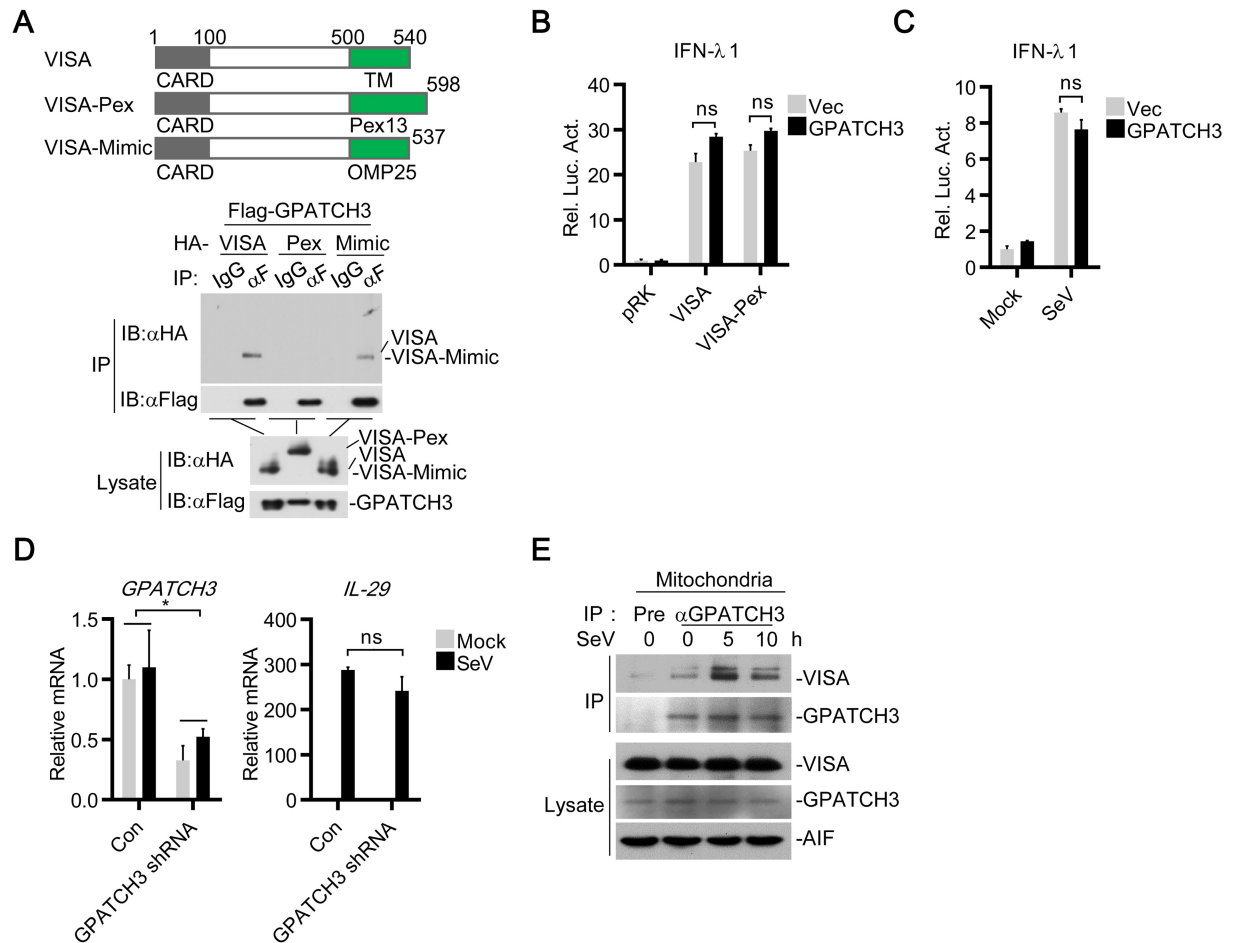 A
1 100 500 540
VISA
CARD TM
598
VISA-Pex
CARD Pex13
537
VISA-Mimic
CARD OMP25
Flag-GPATCH3
HA- VISA Pex Mimic
IP: IgG αF IgG αF IgG αF
IP
IB:αHA
VISA
-VISA-Mimic
IB:αFlag
Lysate
IB:αHA
VISA-Pex
VISA
-VISA-Mimic
IB:αFlag
-GPATCH3
B
IFN-λ1
Rel. Luc. Act.
40
30
20
10
0
ns
ns
Vec
GPATCH3
pRK
VISA
VISA-Pex
C
IFN-λ1
Rel. Luc. Act.
10
8
6
4
2
0
ns
Vec
GPATCH3
Mock
SeV
D
GPATCH3
Relative mRNA
1.5
1.0
0.5
0.0
*
Con
GPATCH3 shRNA
IL-29
Relative mRNA
400
300
200
100
0
ns
Mock
SeV
Con
GPATCH3 shRNA
E
Mitochondria
IP : Pre αGPATCH3
SeV 0 0 5 10 h
IP
-VISA
-GPATCH3
Lysate
-VISA
-GPATCH3
-AIF